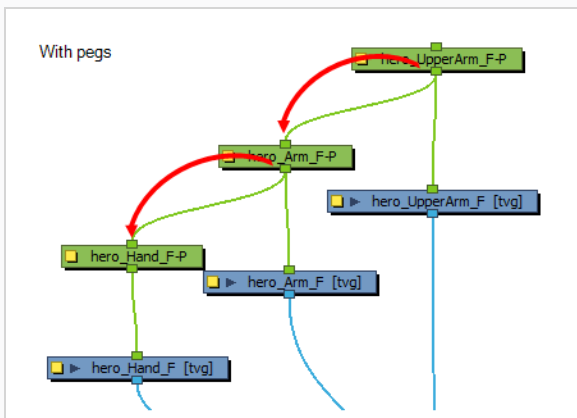 With pegs
hero_UpperArm_F-P
hero_Arm_F-P
hero_UpperArm_F [tvg]
hero_Hand_F-P
hero_Arm_F [tvg]
hero_Hand_F [tvg]